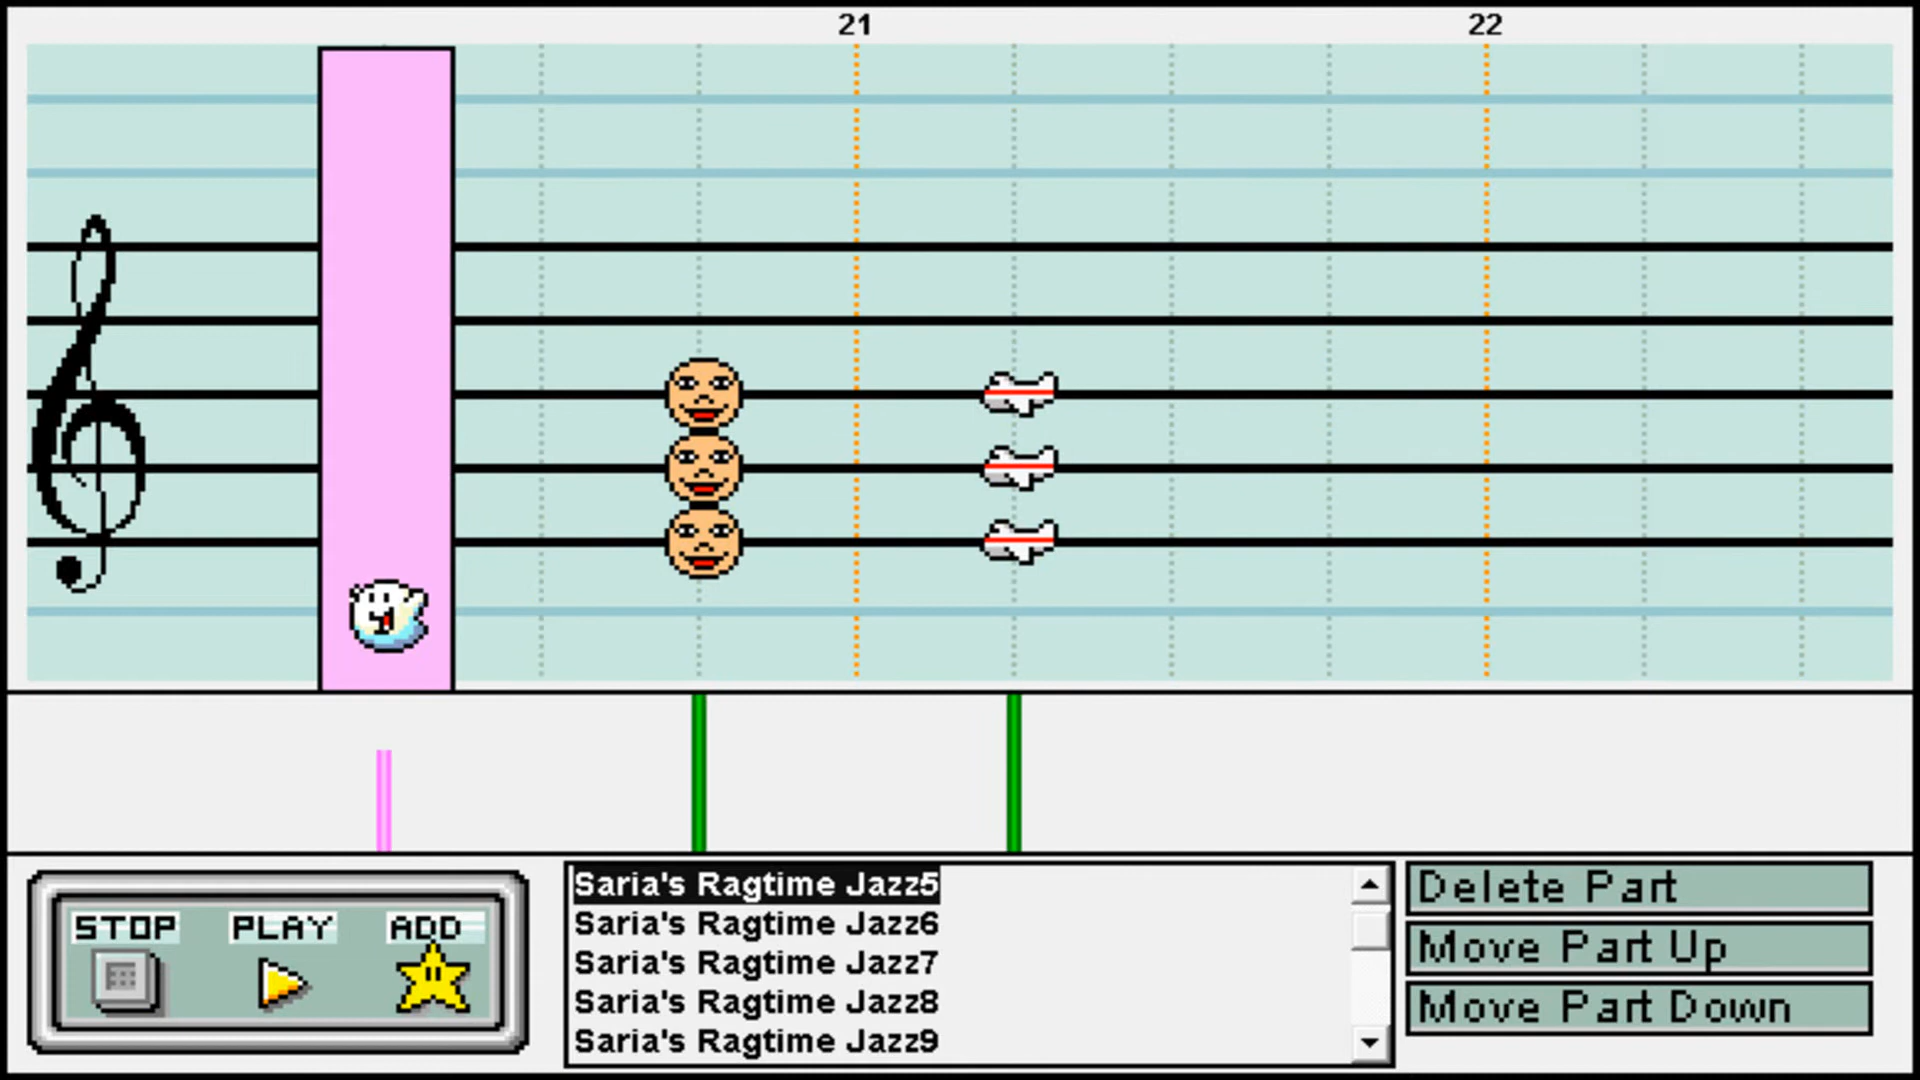 21 22
STOP PLAY ADD
Saria's Ragtime Jazz5
Saria's Ragtime Jazz6
Saria's Ragtime Jazz7
Saria's Ragtime Jazz8
Saria's Ragtime Jazz9
Delete Part
Move Part Up
Move Part Down